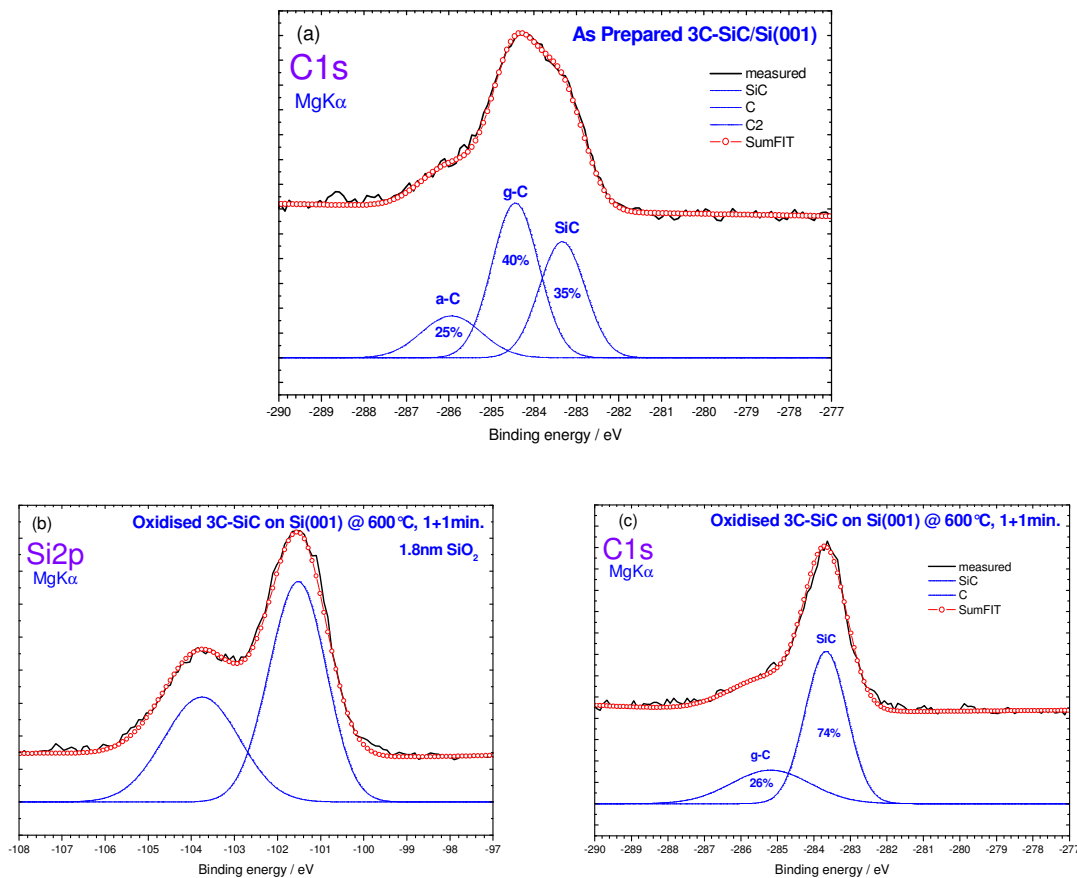 (a)
As Prepared 3C-SiC/Si(001)
C1s
MgKα
measured
SiC
C
C2
SumFIT
g-C
SiC
40%
35%
a-C
25%
-290 -289 -288 -287 -286 -285 -284 -283 -282 -281 -280 -279 -278 -277
Binding energy / eV
(b)
Oxidised 3C-SiC on Si(001) @ 600°C, 1+1min.
Si2p
1.8nm SiO₂
MgKα
-108 -107 -106 -105 -104 -103 -102 -101 -100 -99 -98 -97
Binding energy / eV
(c)
Oxidised 3C-SiC on Si(001) @ 600°C, 1+1min.
C1s
MgKα
measured
SiC
C
SumFIT
SiC
74%
g-C
26%
-290 -289 -288 -287 -286 -285 -284 -283 -282 -281 -280 -279 -278 -277
Binding energy / eV